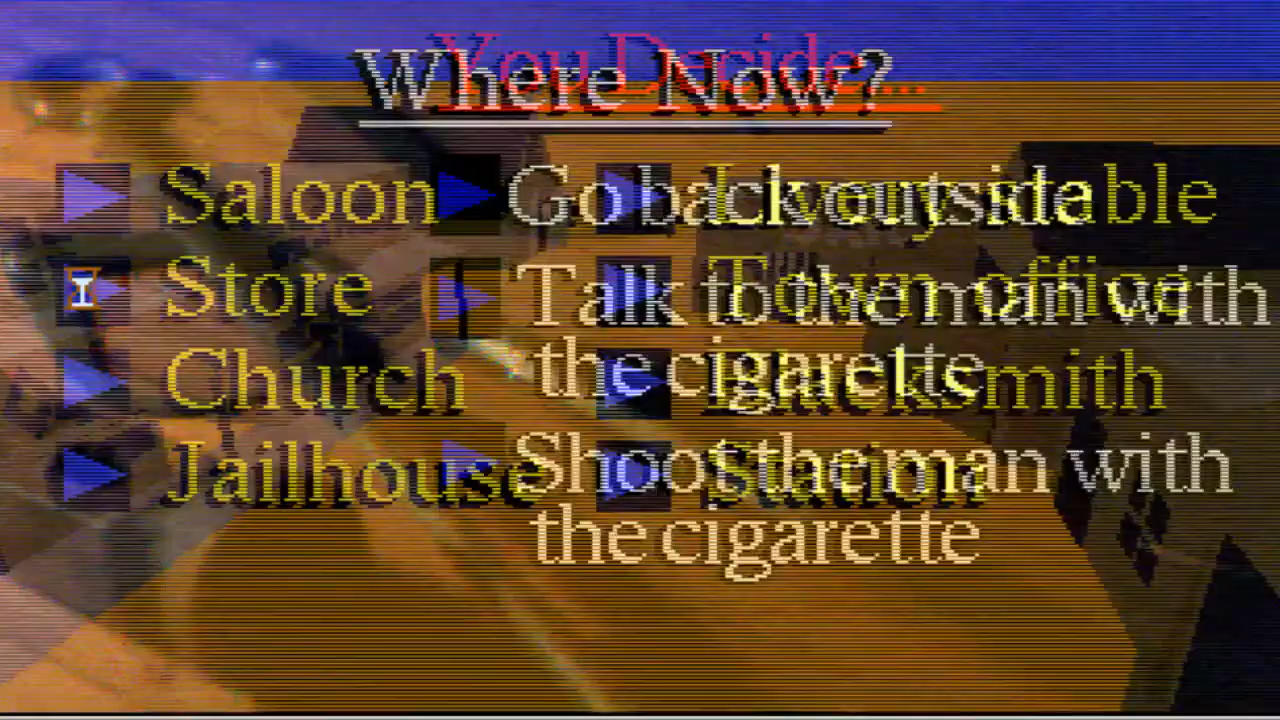 You Decide...
Where Now?
Saloon
Go back outside
Livery stable
Store
Talk to the man with
the cigarette
Town office
Church
Blacksmith
Jailhouse
Shoot the man with
the cigarette
Station